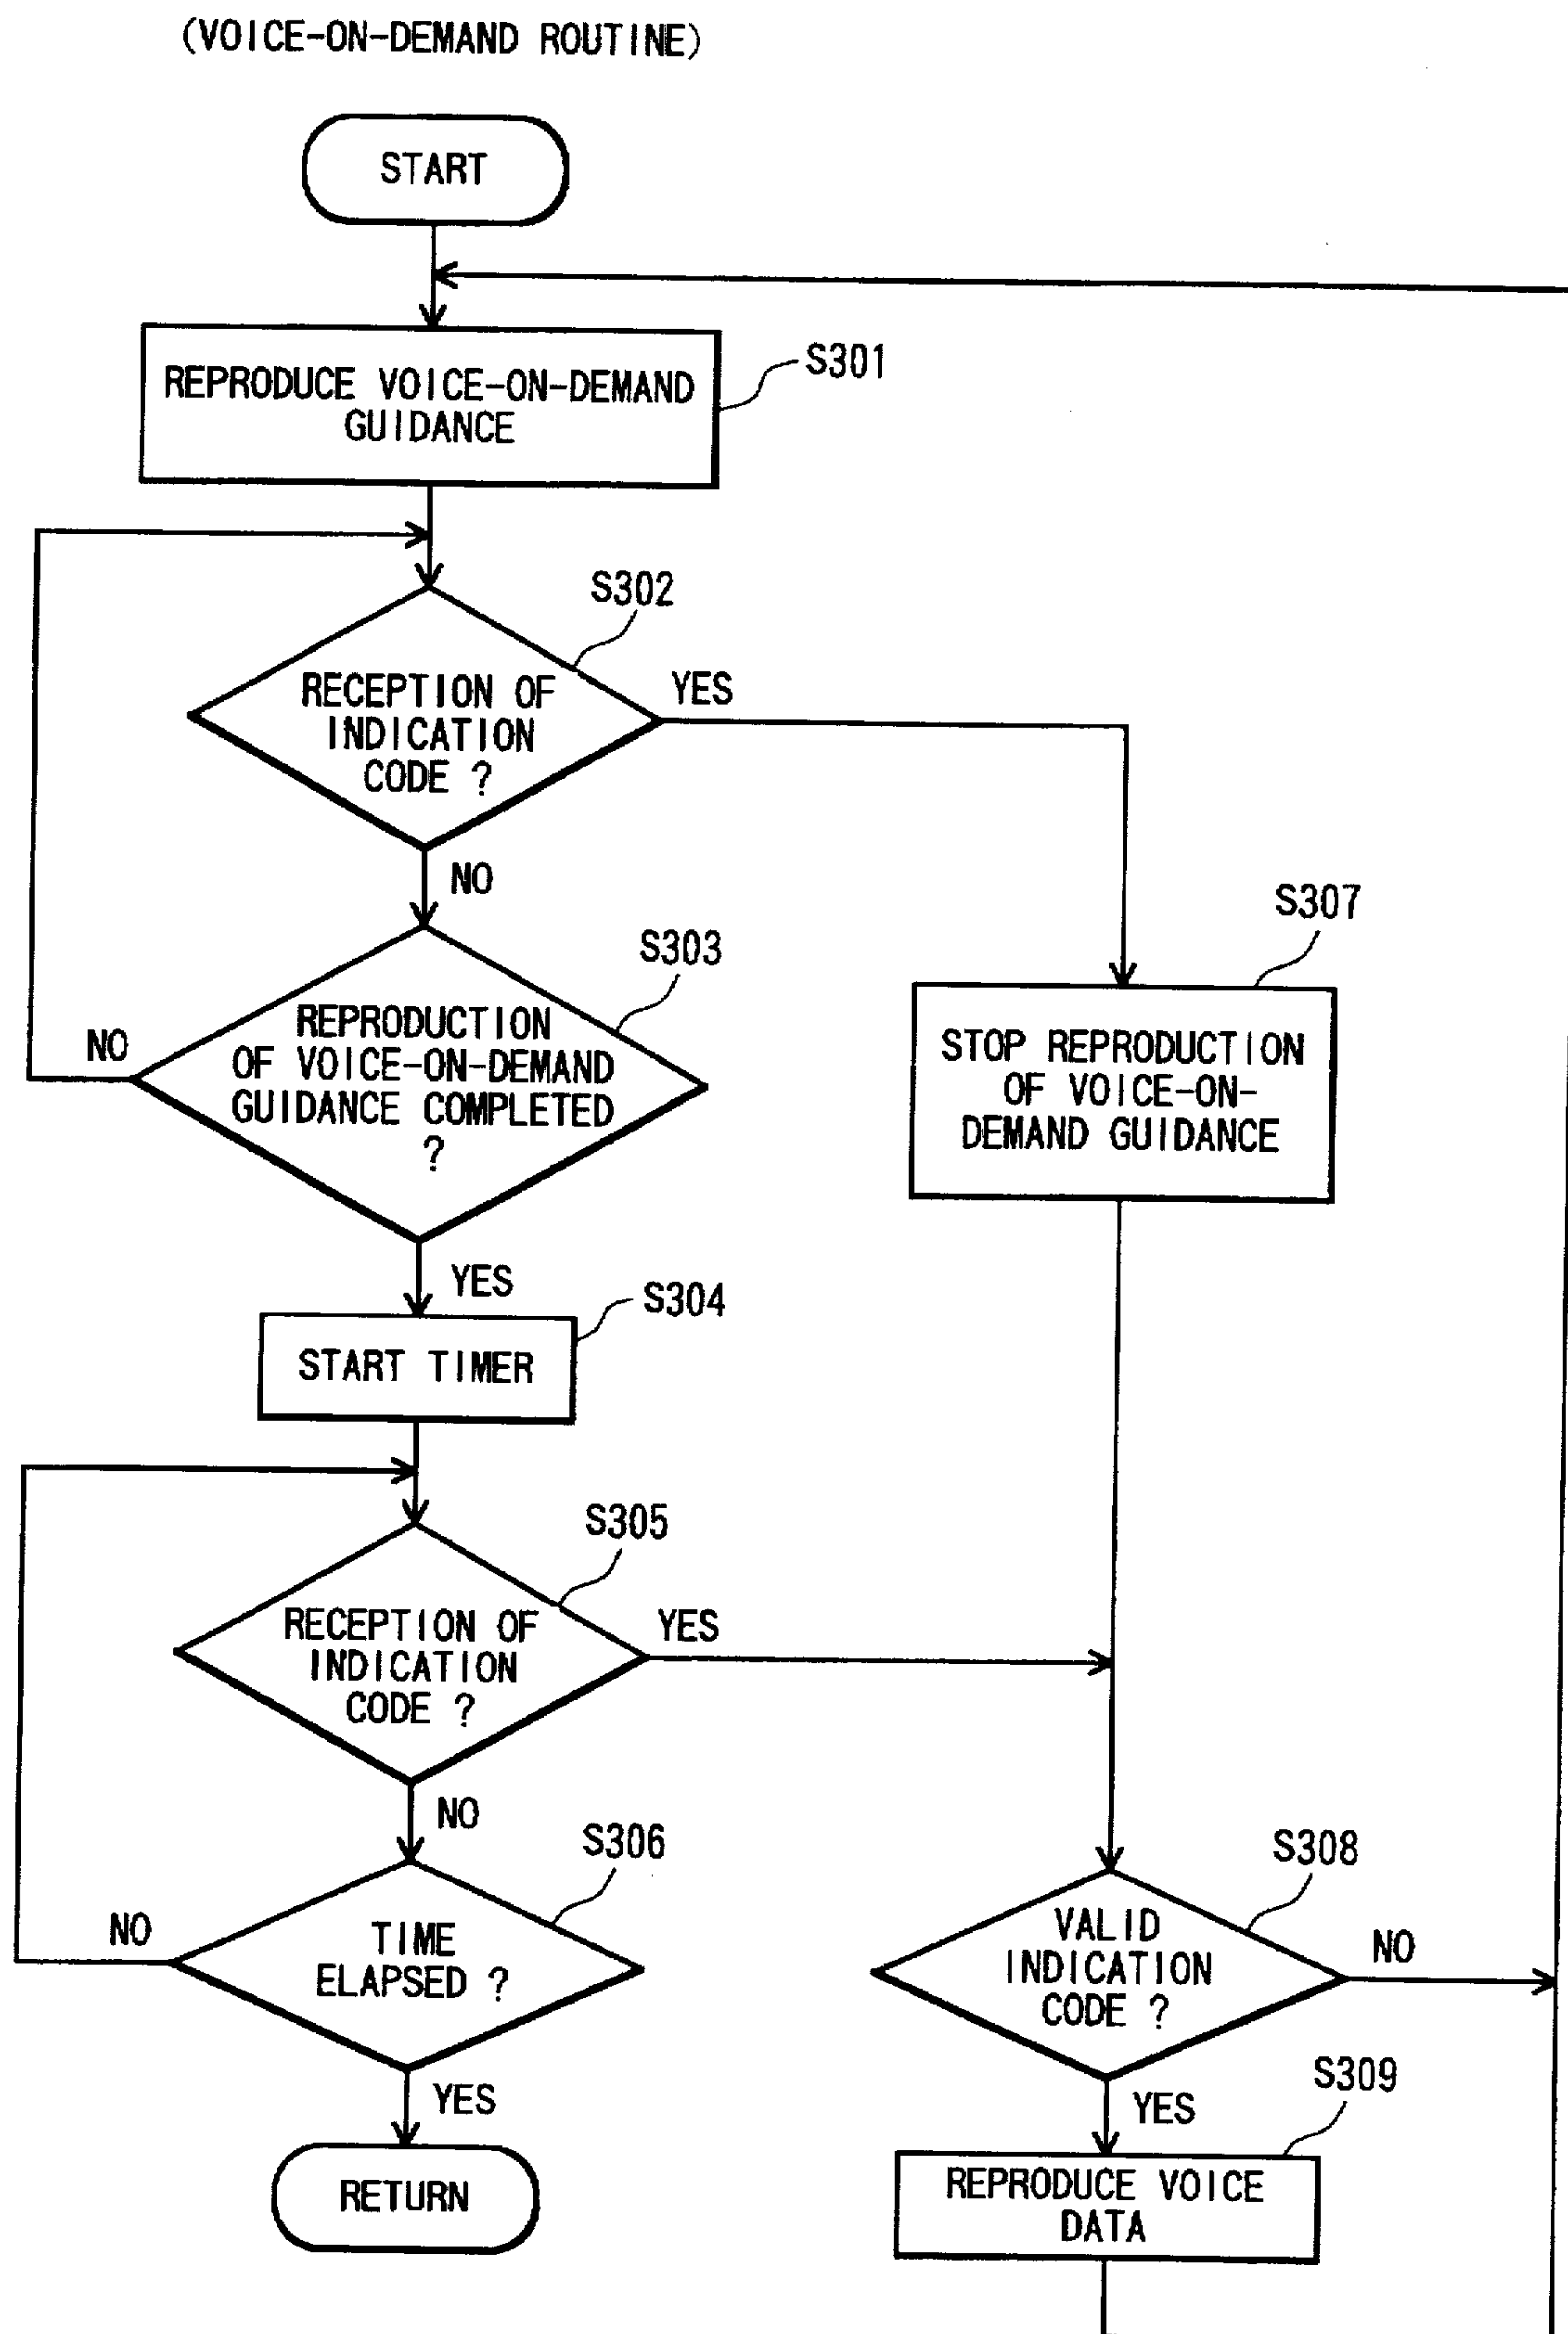 (VOICE-ON-DEMAND ROUTINE)
START
REPRODUCE VOICE-ON-DEMAND
GUIDANCE
S301
S302
RECEPTION OF
INDICATION
CODE ?
YES
NO
S303
REPRODUCTION
OF VOICE-ON-DEMAND
GUIDANCE COMPLETED
?
NO
YES
S307
STOP REPRODUCTION
OF VOICE-ON-
DEMAND GUIDANCE
S304
START TIMER
S305
RECEPTION OF
INDICATION
CODE ?
YES
NO
S306
TIME
ELAPSED ?
NO
YES
RETURN
S308
VALID
INDICATION
CODE ?
NO
YES
S309
REPRODUCE VOICE
DATA